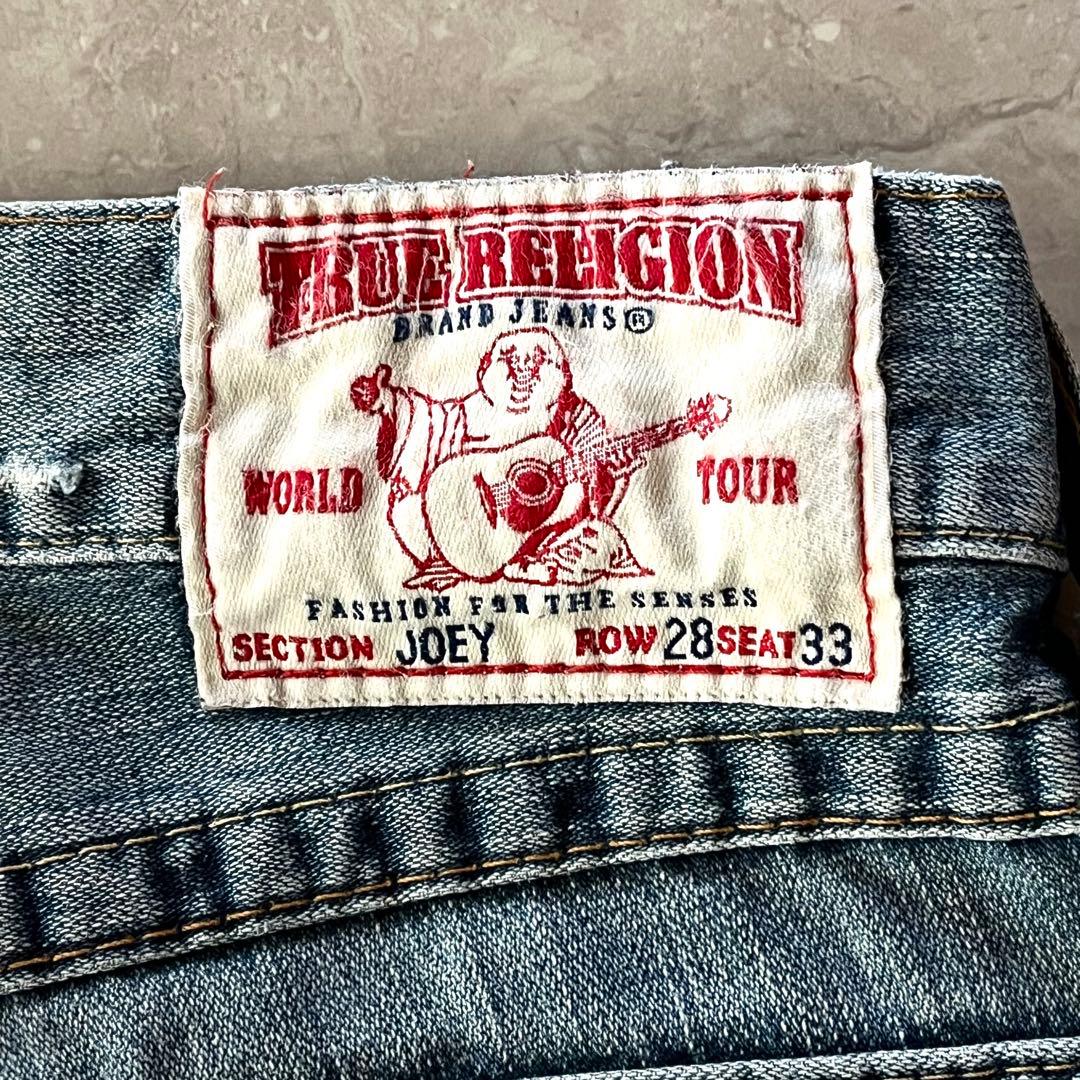 TRUE RELIGION
BRAND JEANS®
WORLD TOUR
FASHION FOR THE SENSES
SECTION JOEY ROW 28 SEAT 33